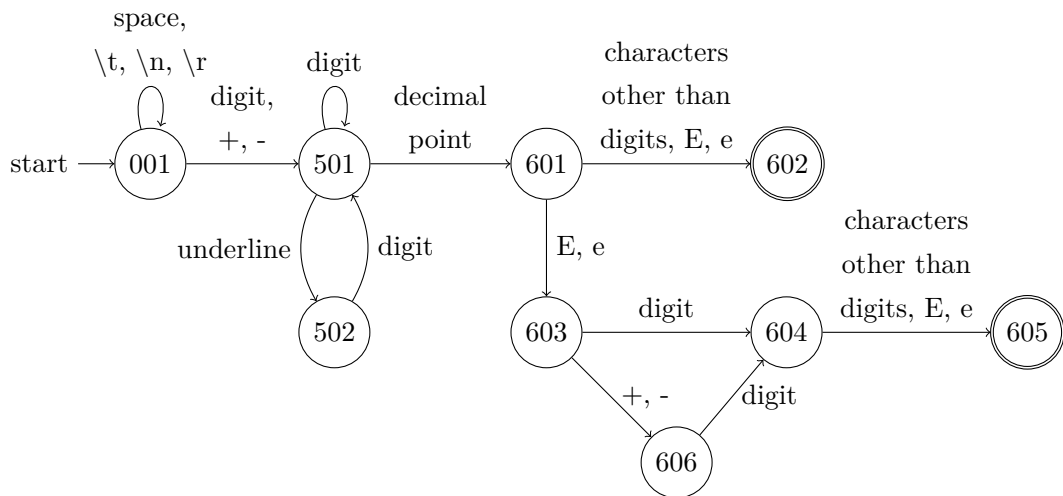 space,
\t, \n, \r
digit
characters
other than
digits, E, e
digit,
+, -
decimal
point
start
001
501
601
602
underline
digit
E, e
characters
other than
digits, E, e
502
603
digit
604
605
+, -
digit
606